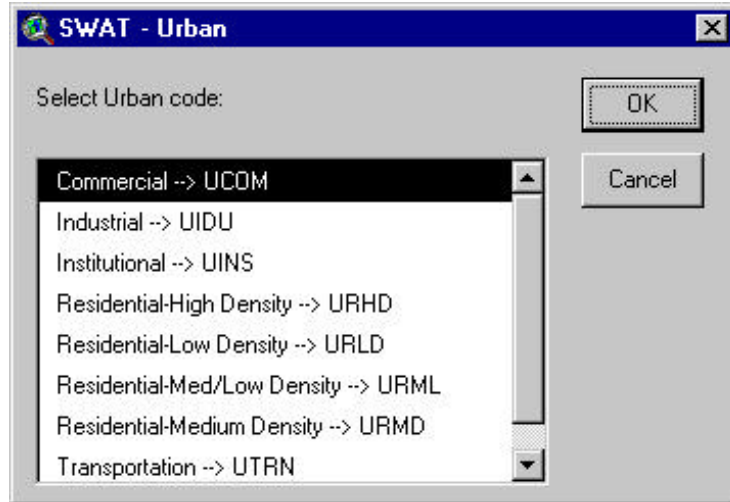 SWAT - Urban
Select Urban code:
OK
Cancel
Commercial --> UCOM
Industrial --> UIDU
Institutional --> UINS
Residential-High Density --> URHD
Residential-Low Density --> URLD
Residential-Med/Low Density --> URML
Residential-Medium Density --> URMD
Transportation --> UTRN